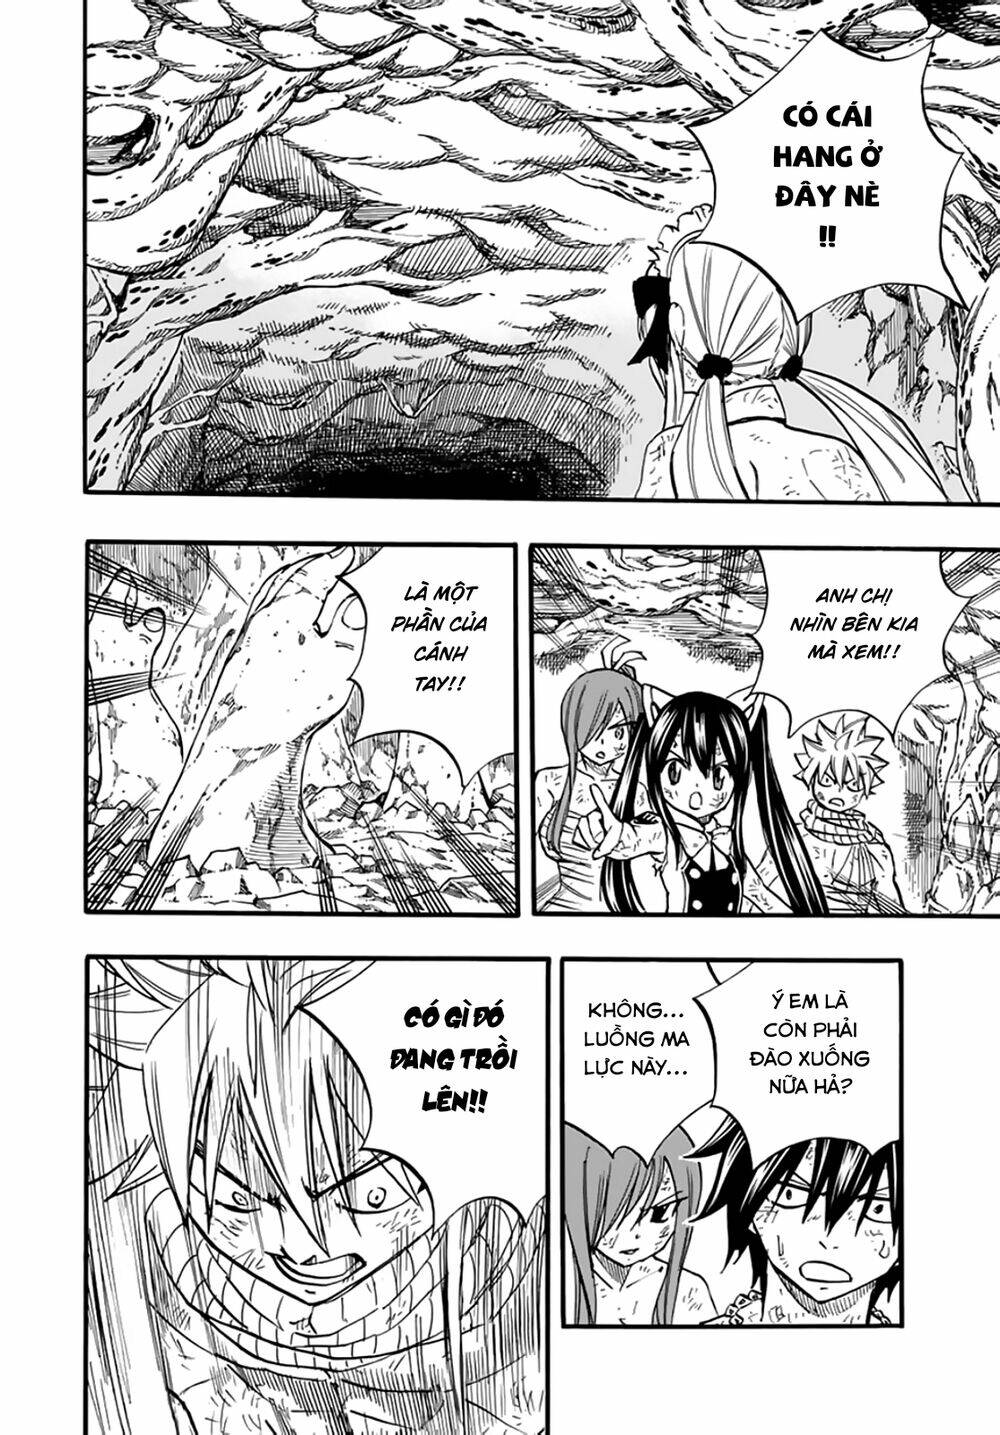 CÓ CÁI
HANG Ở
ĐÂY NÈ
!!
ANH CHỊ
NHÌN BÊN KIA
MÀ XEM!!
LÀ MỘT
PHẦN CỦA
CÁNH
TAY!!
Ý EM LÀ
CÒN PHẢI
ĐÀO XUỐNG
NỮA HẢ?
KHÔNG...
LUỒNG MA
LỰC NÀY...
CÓ GÌ ĐÓ
ĐANG TRỒI
LÊN!!